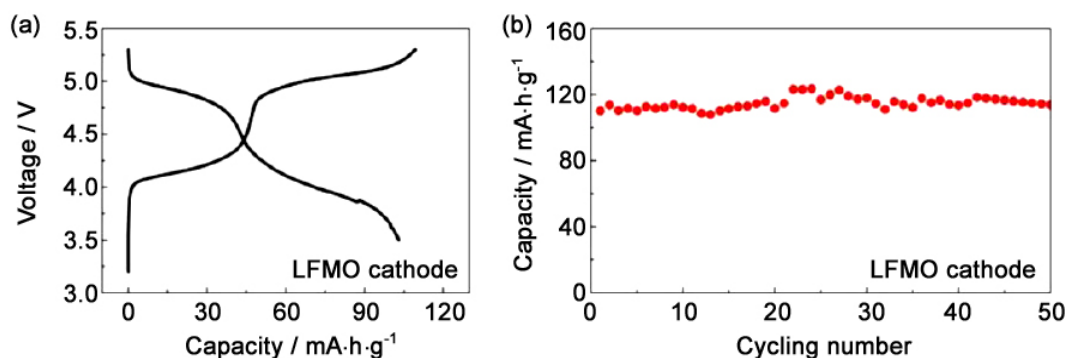 (a)
Voltage / V
5.5
5.0
4.5
4.0
3.5
3.0
LFMO cathode
0
30
60
90
120
Capacity / mA·h·g⁻¹
(b)
Capacity / mA·h·g⁻¹
160
120
80
40
0
LFMO cathode
0
10
20
30
40
50
Cycling number